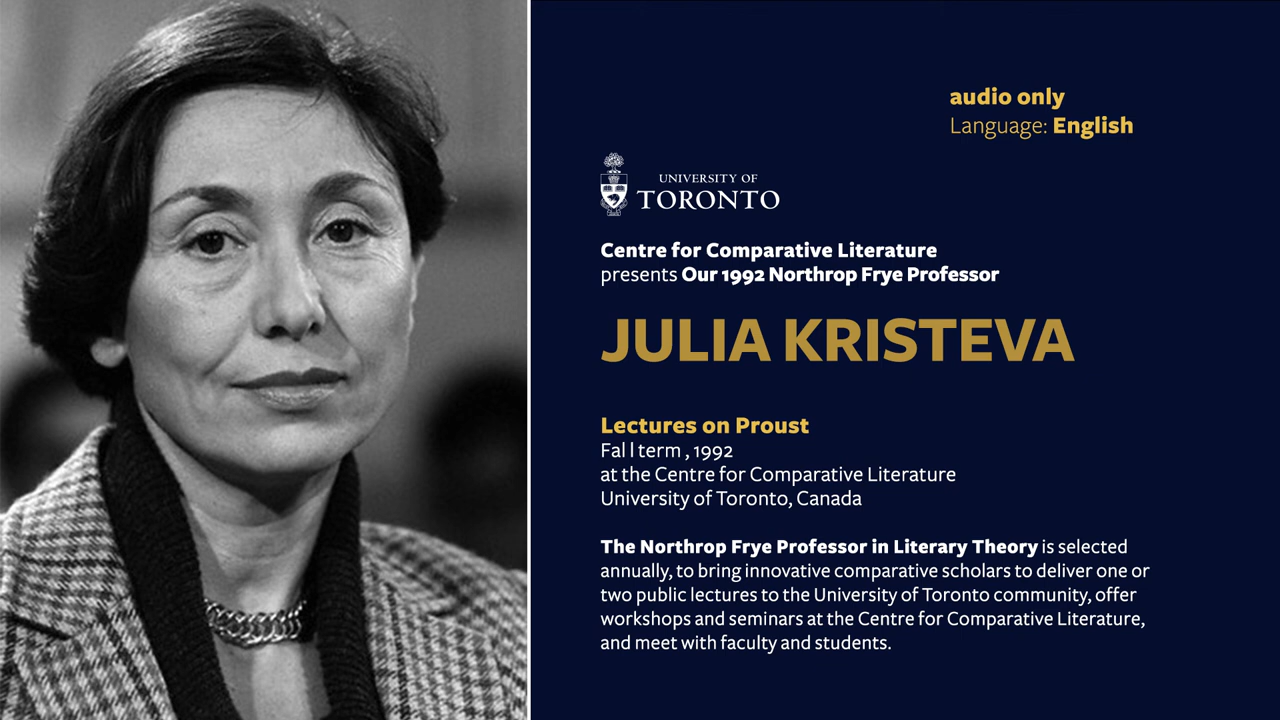 audio only
Language: English
UNIVERSITY OF
TORONTO
Centre for Comparative Literature
presents Our 1992 Northrop Frye Professor
JULIA KRISTEVA
Lectures on Proust
Fal l term , 1992
at the Centre for Comparative Literature
University of Toronto, Canada
The Northrop Frye Professor in Literary Theory is selected
annually, to bring innovative comparative scholars to deliver one or
two public lectures to the University of Toronto community, offer
workshops and seminars at the Centre for Comparative Literature,
and meet with faculty and students.